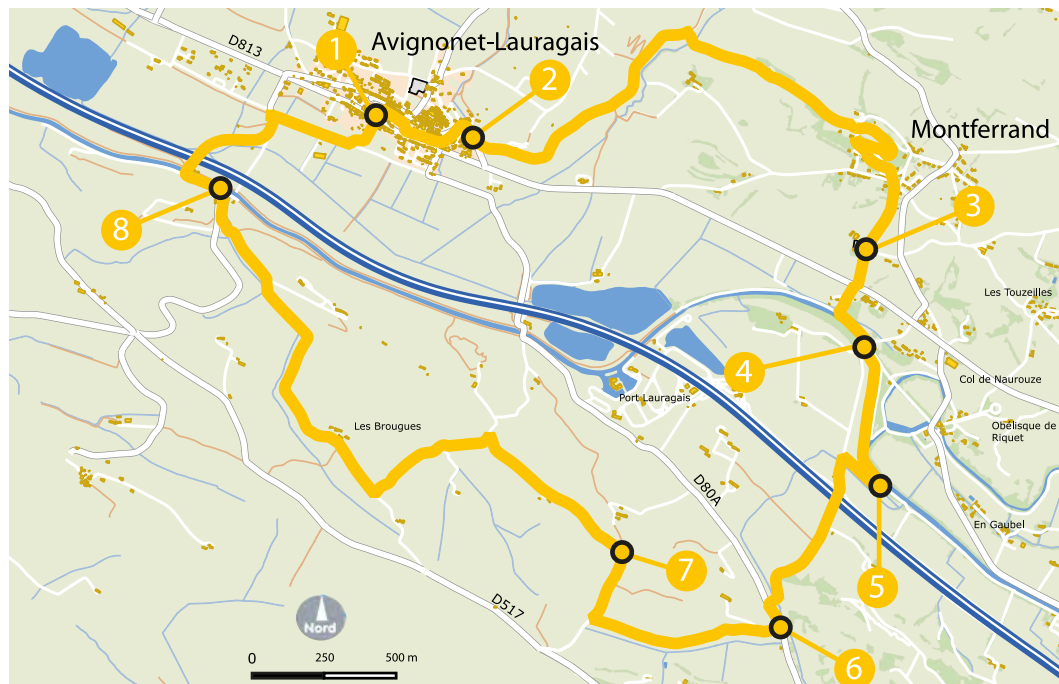 D813
1
Avignonet-Lauragais
2
Montferrand
3
8
Les Touzeilles
4
Col de Naurouze
Port Lauragais
Obélisque de
Riquet
Les Brougues
D80A
En Gaubel
7
5
D517
Nord
6
0 250 500 m